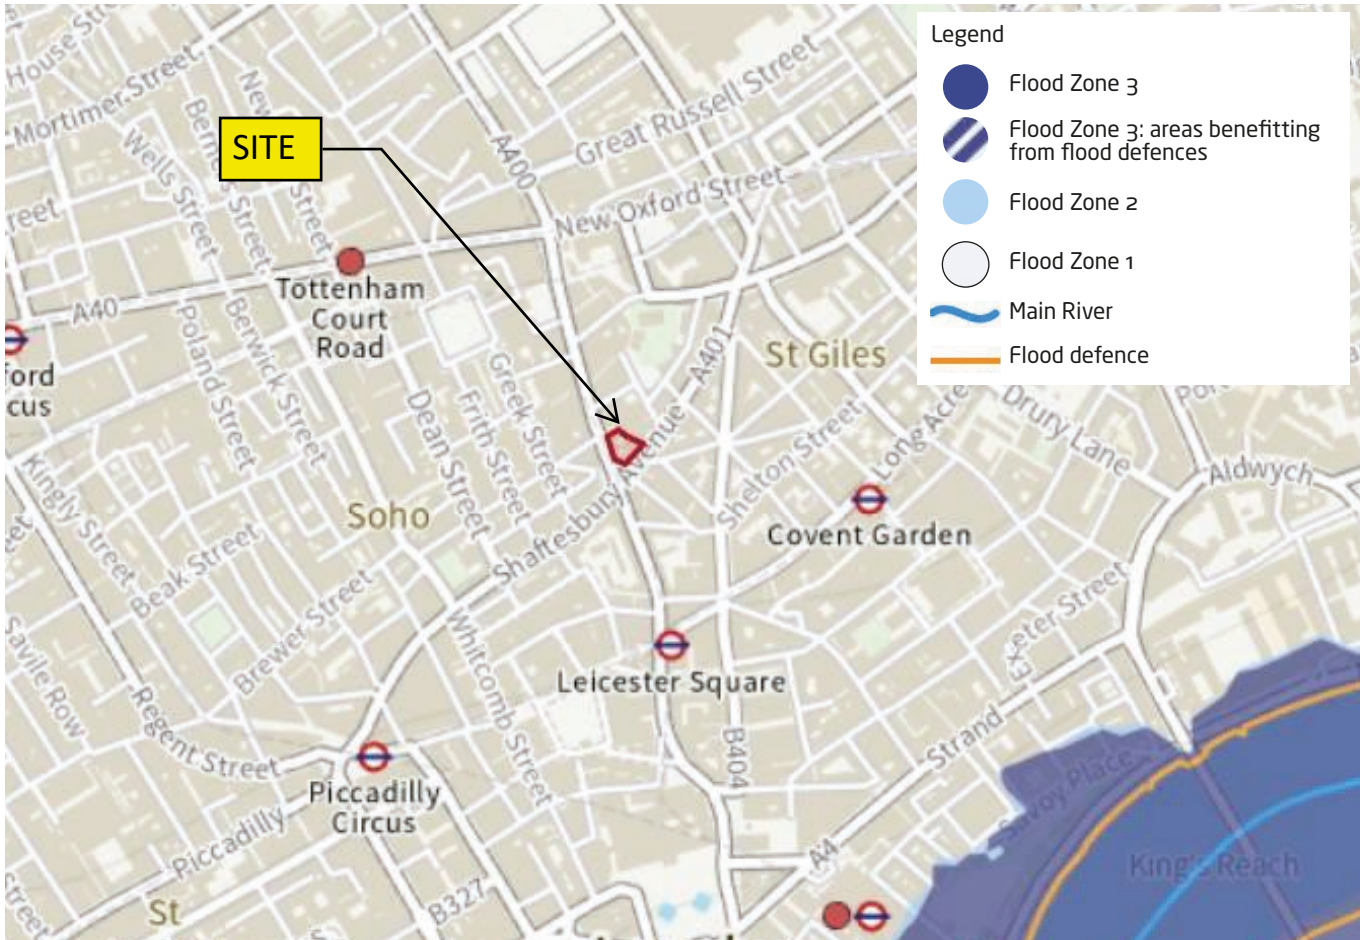 Legend
Flood Zone 3
Flood Zone 3: areas benefitting
from flood defences
Flood Zone 2
Flood Zone 1
Main River
Flood defence
SITE
House Street
Mortimer Street
Wells Street
Great Russell Street
A400
New Oxford Street
Tottenham
Court
Road
A40
Poland Street
Berwick Street
Dean Street
Frith Street
Greek Street
A401
St Giles
Shaftesbury Avenue
Shelton Street
Long Acre
Drury Lane
Aldwych
Covent Garden
Soho
Kingly Street
Beak Street
Brewer Street
Savile Row
Regent Street
Whitcomb Street
Leicester Square
Exeter Street
Strand
B404
Piccadilly
Circus
Piccadilly
Savoy Place
King's Reach
A4
B327
St
Street